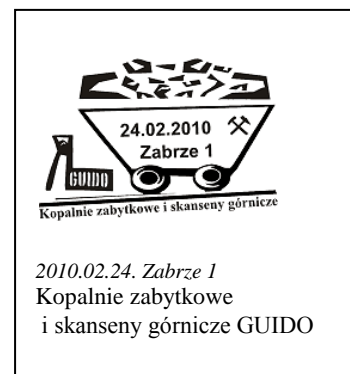 24.02.2010
Zabrze 1
GUIDO
Kopalnie zabytkowe i skanseny górnicze
2010.02.24. Zabrze 1
Kopalnie zabytkowe
i skanseny górnicze GUIDO